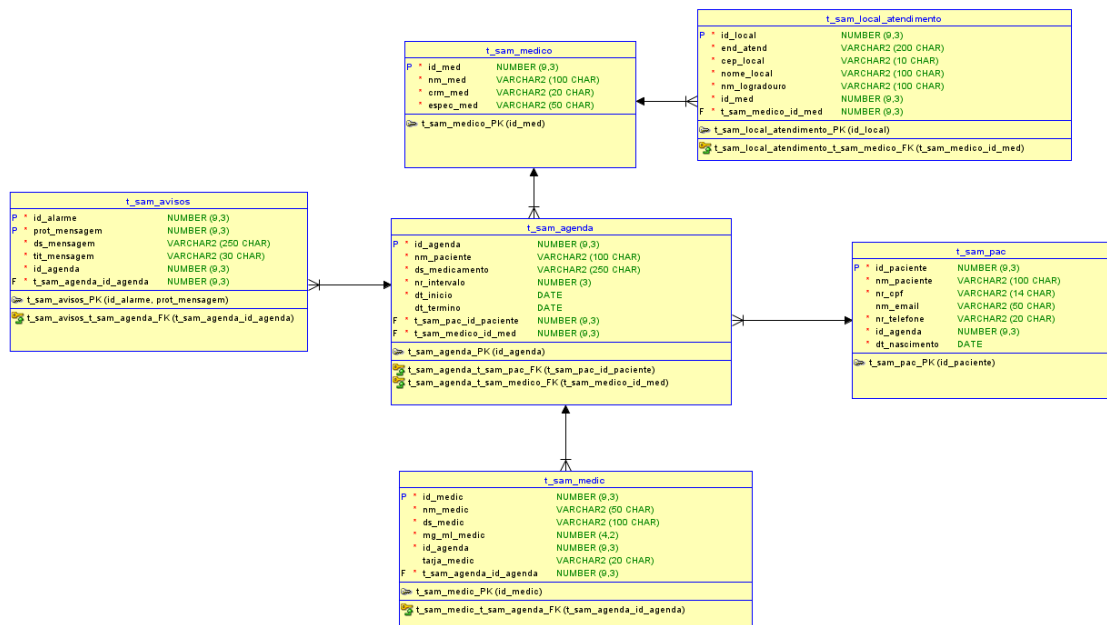 t_sam_local_atendimento
P * id_local NUMBER (9,3)
* end_atend VARCHAR2 (200 CHAR)
* cep_local VARCHAR2 (10 CHAR)
* nome_local VARCHAR2 (100 CHAR)
* nm_logradouro VARCHAR2 (100 CHAR)
* id_med NUMBER (9,3)
F * t_sam_medico_id_med NUMBER (9,3)
t_sam_local_atendimento_PK (id_local)
t_sam_local_atendimento_t_sam_medico_FK (t_sam_medico_id_med)
t_sam_medico
P * id_med NUMBER (9,3)
* nm_med VARCHAR2 (100 CHAR)
* crm_med VARCHAR2 (20 CHAR)
* espec_med VARCHAR2 (50 CHAR)
t_sam_medico_PK (id_med)
t_sam_avisos
P * id_alarme NUMBER (9,3)
P * prot_mensagem NUMBER (9,3)
* ds_mensagem VARCHAR2 (250 CHAR)
* tit_mensagem VARCHAR2 (30 CHAR)
* id_agenda NUMBER (9,3)
F * t_sam_agenda_id_agenda NUMBER (9,3)
t_sam_avisos_PK (id_alarme, prot_mensagem)
t_sam_avisos_t_sam_agenda_FK (t_sam_agenda_id_agenda)
t_sam_agenda
P * id_agenda NUMBER (9,3)
* nm_paciente VARCHAR2 (100 CHAR)
* ds_medicamento VARCHAR2 (250 CHAR)
* nr_intervalo NUMBER (3)
* dt_inicio DATE
dt_termino DATE
F * t_sam_pac_id_paciente NUMBER (9,3)
F * t_sam_medico_id_med NUMBER (9,3)
t_sam_agenda_PK (id_agenda)
t_sam_agenda_t_sam_pac_FK (t_sam_pac_id_paciente)
t_sam_agenda_t_sam_medico_FK (t_sam_medico_id_med)
t_sam_pac
P * id_paciente NUMBER (9,3)
* nm_paciente VARCHAR2 (100 CHAR)
* nr_cpf VARCHAR2 (14 CHAR)
nm_email VARCHAR2 (50 CHAR)
* nr_telefone VARCHAR2 (20 CHAR)
* id_agenda NUMBER (9,3)
* dt_nascimento DATE
t_sam_pac_PK (id_paciente)
t_sam_medic
P * id_medic NUMBER (9,3)
* nm_medic VARCHAR2 (50 CHAR)
* ds_medic VARCHAR2 (100 CHAR)
* mg_ml_medic NUMBER (4,2)
* id_agenda NUMBER (9,3)
tarja_medic VARCHAR2 (20 CHAR)
F * t_sam_agenda_id_agenda NUMBER (9,3)
t_sam_medic_PK (id_medic)
t_sam_medic_t_sam_agenda_FK (t_sam_agenda_id_agenda)